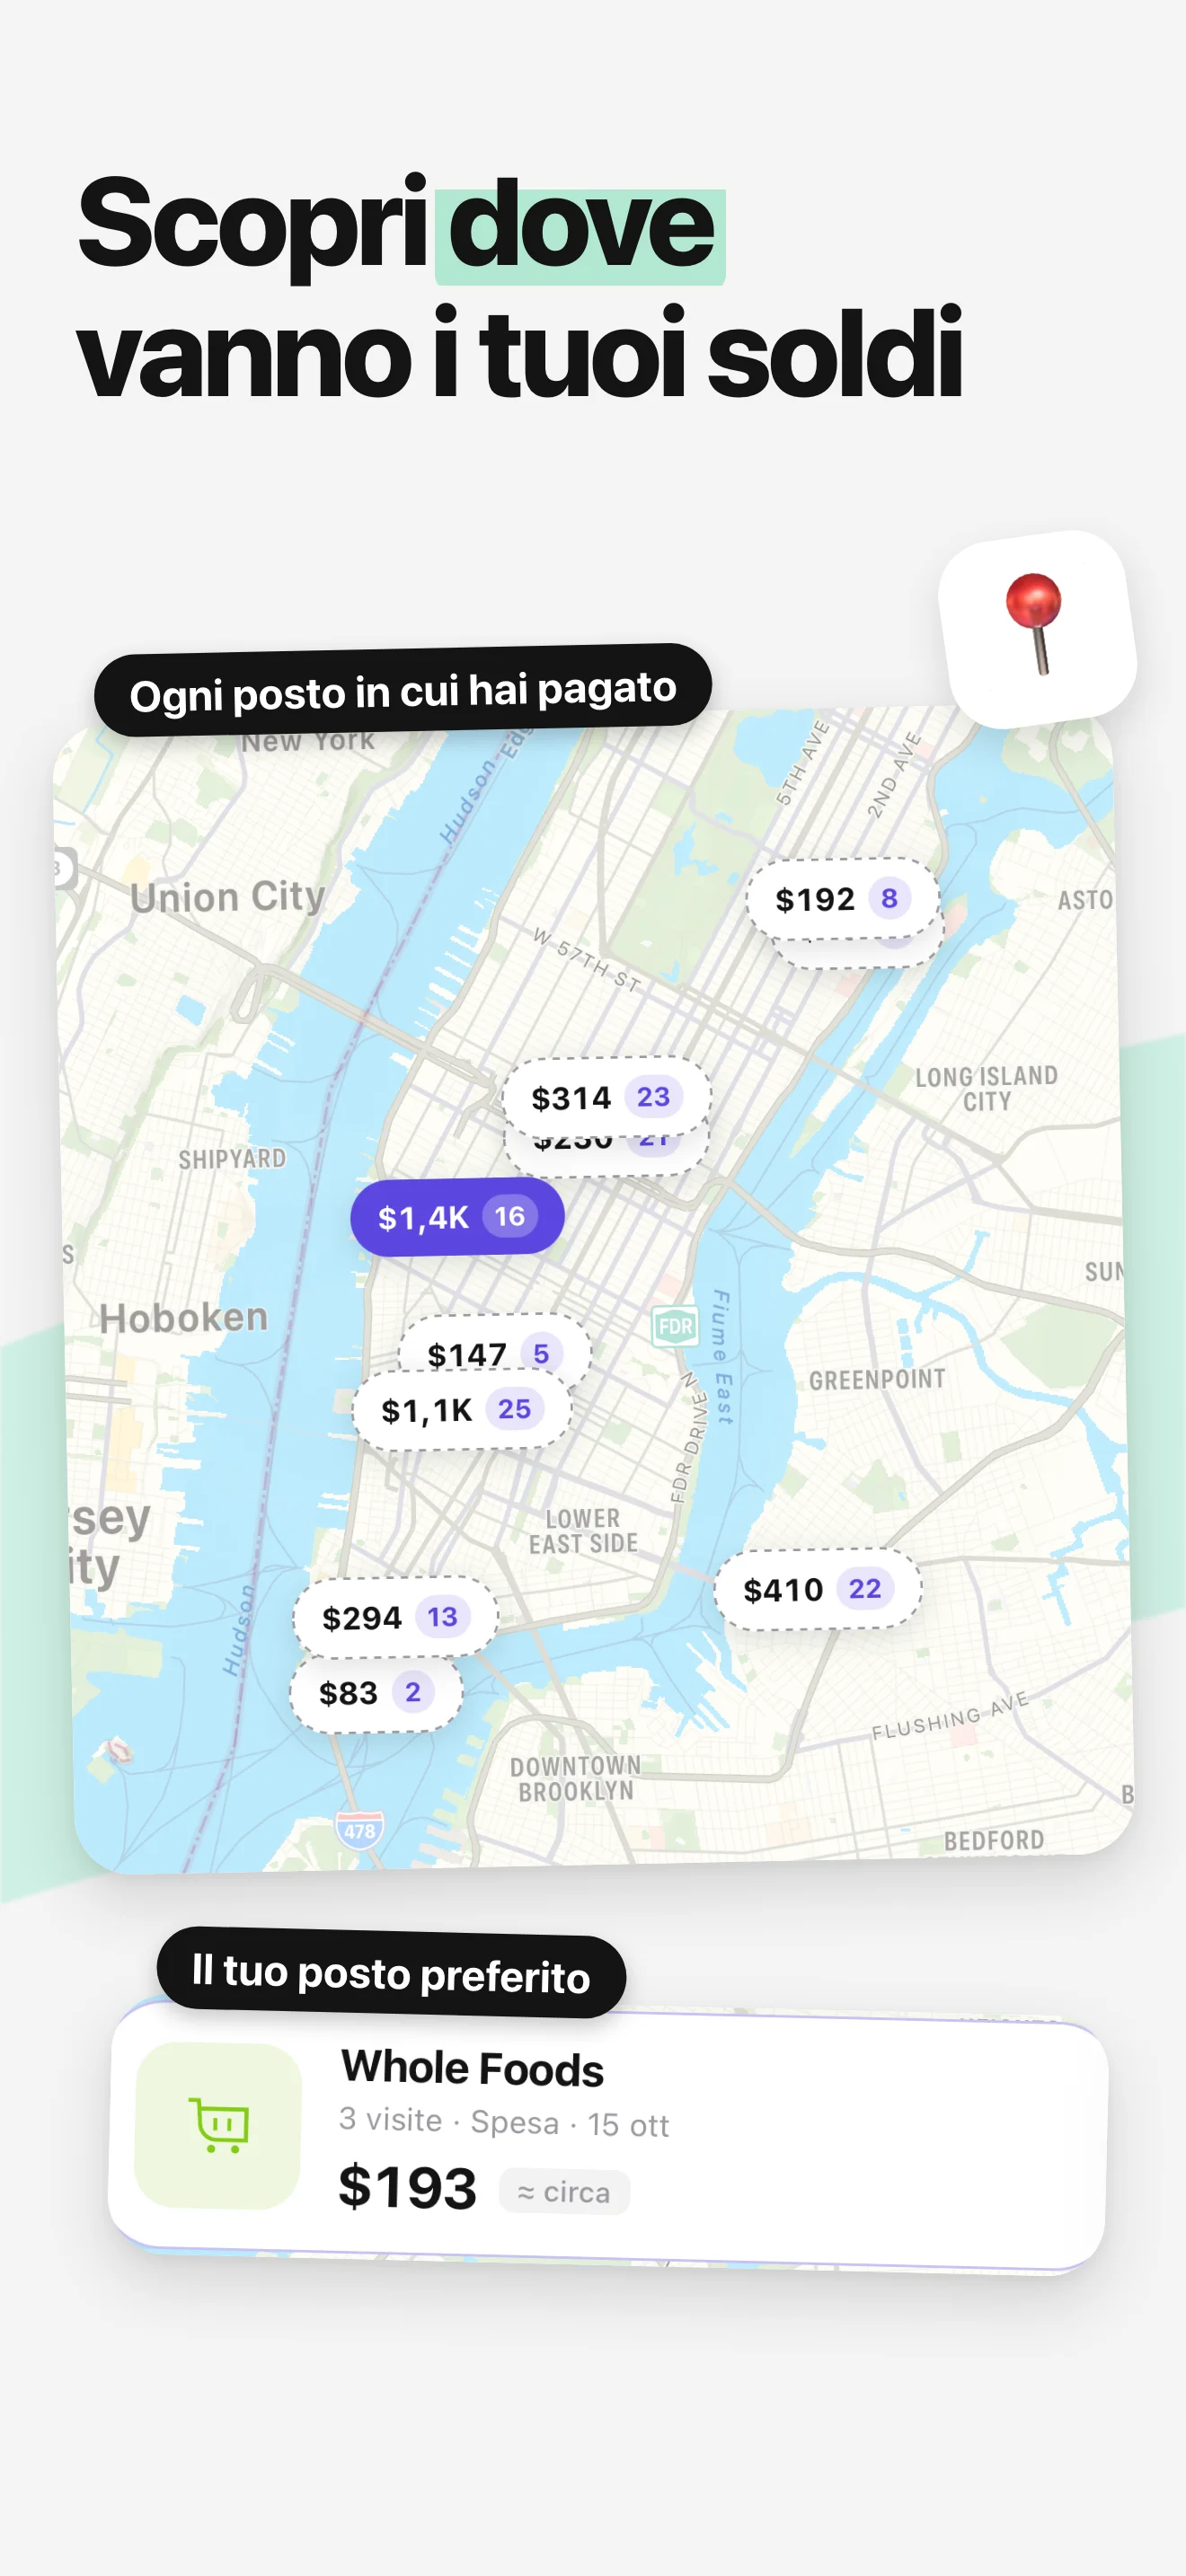 Scopri dove
vanno i tuoi soldi
Ogni posto in cui hai pagato
New York
Hudson
5TH AVE
2ND AVE
Union City
$192 8
ASTO
W 57TH ST
LONG ISLAND
CITY
$314 23
$230 21
SHIPYARD
$1,4K 16
S
SUN
Hoboken
FDR
Fiume East
$147 5
GREENPOINT
$1,1K 25
N
FDR DRIVE
rsey
ity
LOWER
EAST SIDE
$410 22
$294 13
Hudson
$83 2
FLUSHING AVE
DOWNTOWN
BROOKLYN
B
478
BEDFORD
Il tuo posto preferito
Whole Foods
3 visite · Spesa · 15 ott
$193 ≈ circa